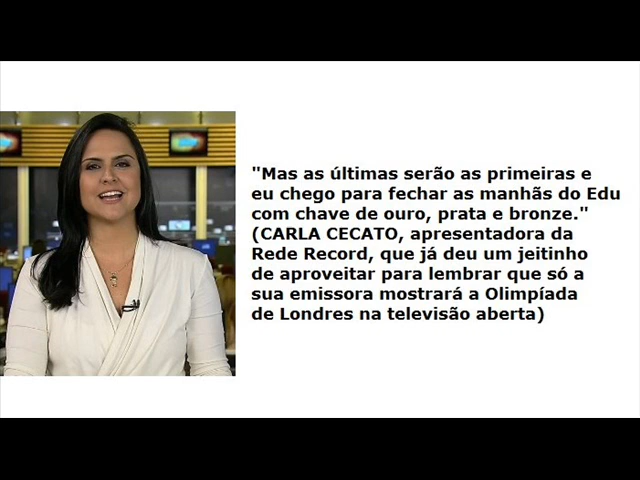 "Mas as últimas serão as primeiras e
eu chego para fechar as manhãs do Edu
com chave de ouro, prata e bronze."
(CARLA CECATO, apresentadora da
Rede Record, que já deu um jeitinho
de aproveitar para lembrar que só a
sua emissora mostrará a Olimpíada
de Londres na televisão aberta)